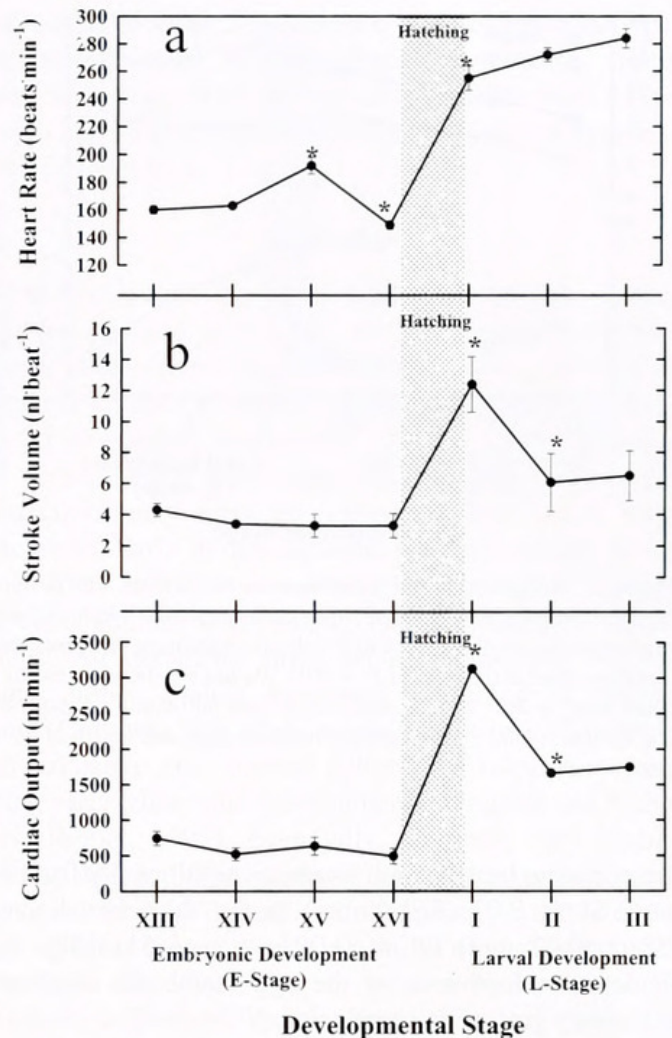 a
Hatching
Heart Rate (beats·min⁻¹)
300
280
260
240
220
200
180
160
140
120
*
*
*
b
Hatching
Stroke Volume (nl·beat⁻¹)
16
14
12
10
8
6
4
2
0
*
*
c
Hatching
Cardiac Output (nl·min⁻¹)
3500
3000
2500
2000
1500
1000
500
0
*
*
XIII XIV XV XVI I II III
Embryonic Development Larval Development
(E-Stage) (L-Stage)
Developmental Stage